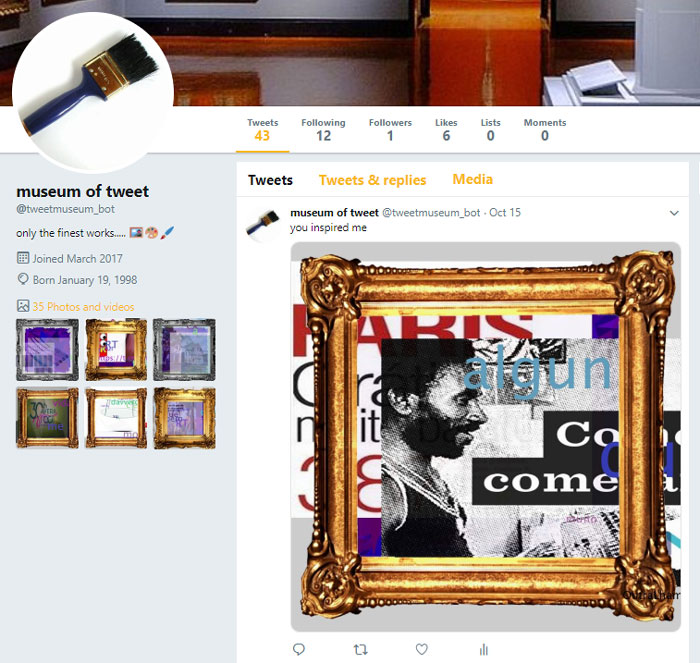 Tweets Following Followers Likes Lists Moments
43 12 1 6 0 0
museum of tweet
@tweetmuseum_bot
only the finest works.....
Joined March 2017
Born January 19, 1998
35 Photos and videos
Tweets Tweets & replies Media
museum of tweet @tweetmuseum_bot · Oct 15
you inspired me
PARIS
algun
come
38